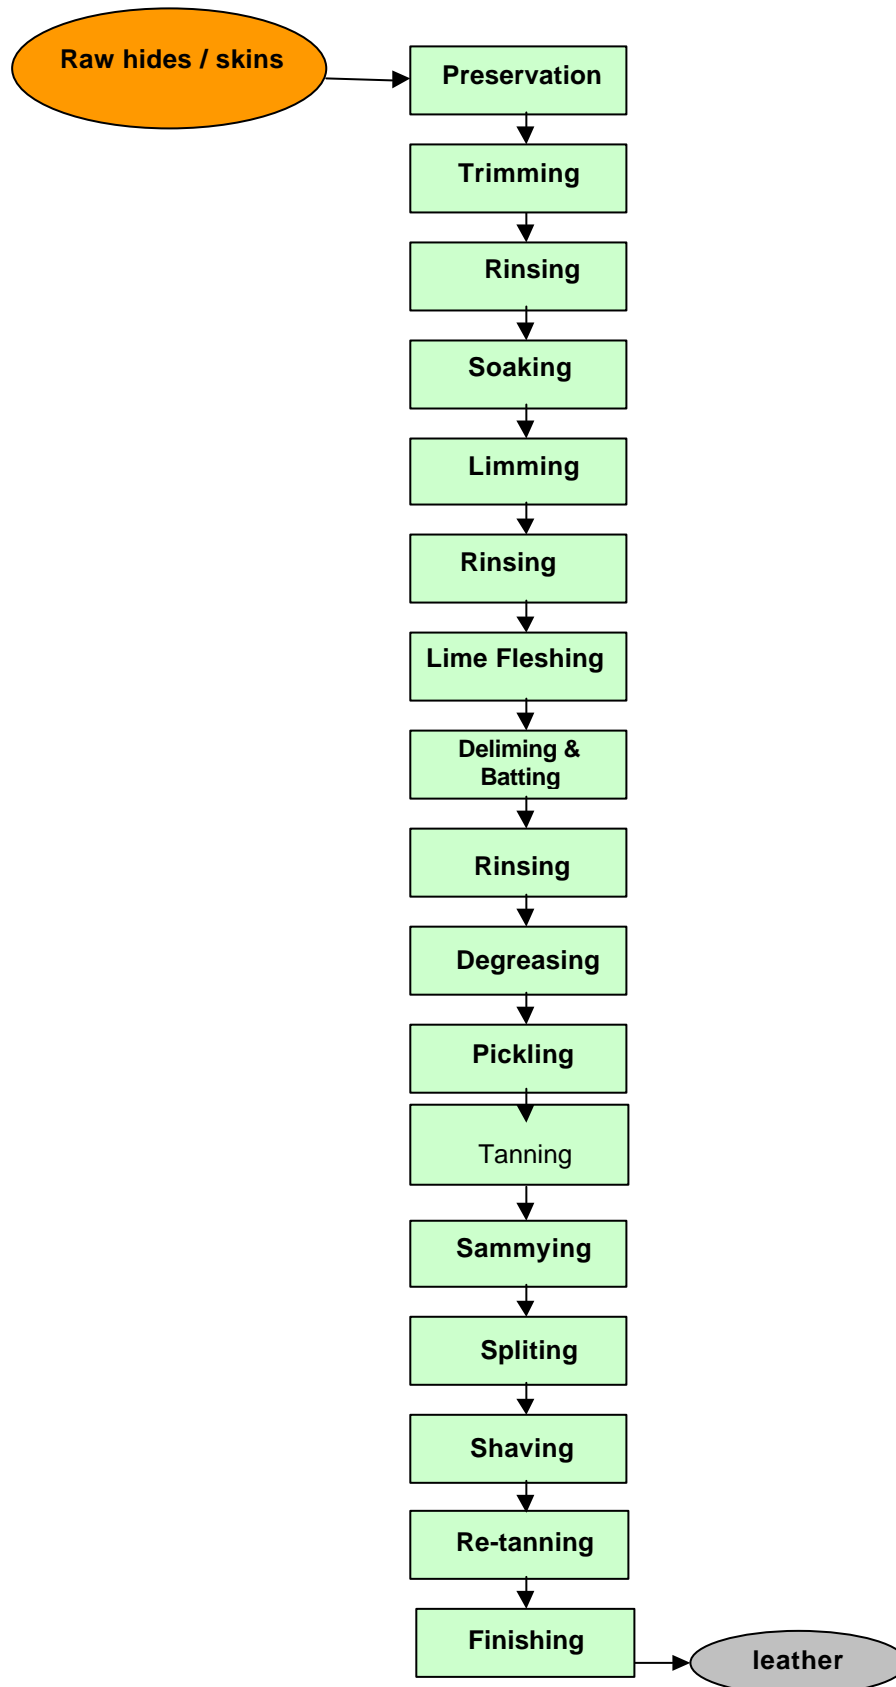 Raw hides / skins
Preservation
Trimming
Rinsing
Soaking
Limming
Rinsing
Lime Fleshing
Deliming &
Batting
Rinsing
Degreasing
Pickling
Tanning
Sammying
Spliting
Shaving
Re-tanning
Finishing
leather